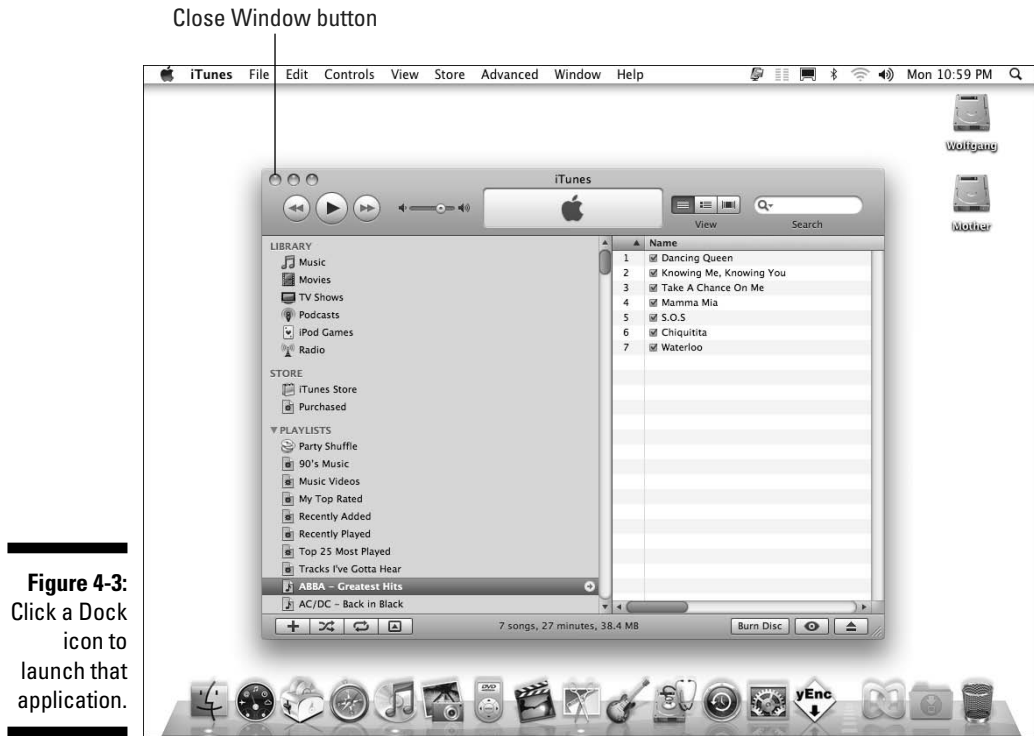 Close Window button
iTunes File Edit Controls View Store Advanced Window Help Mon 10:59 PM
Wolfgang
Mother
iTunes
View Search
LIBRARY
Music
Movies
TV Shows
Podcasts
iPod Games
Radio
STORE
iTunes Store
Purchased
PLAYLISTS
Party Shuffle
90's Music
Music Videos
My Top Rated
Recently Added
Recently Played
Top 25 Most Played
Tracks I've Gotta Hear
ABBA – Greatest Hits
AC/DC – Back in Black
Name
1 Dancing Queen
2 Knowing Me, Knowing You
3 Take A Chance On Me
4 Mamma Mia
5 S.O.S
6 Chiquitita
7 Waterloo
7 songs, 27 minutes, 38.4 MB
Burn Disc
DVD
yEnc
Figure 4-3:
Click a Dock
icon to
launch that
application.